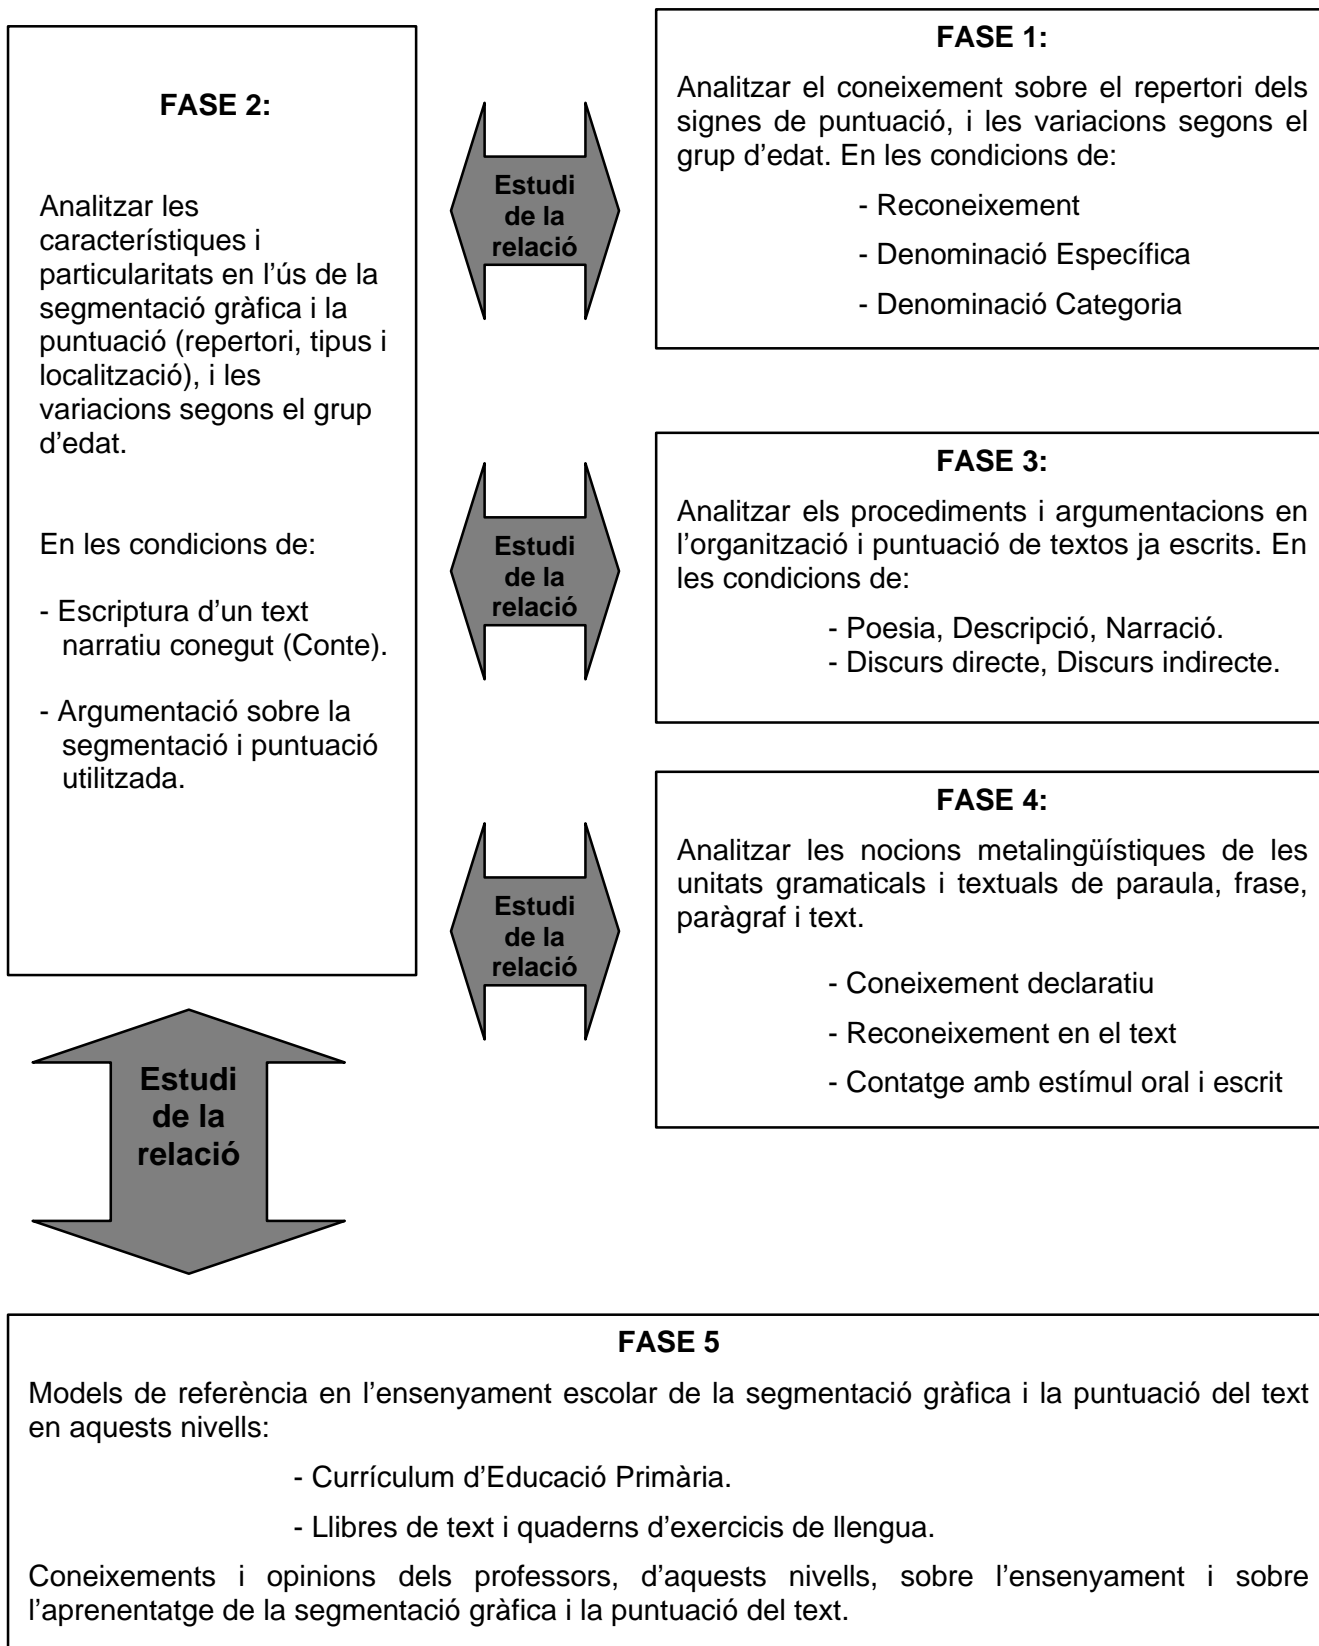 FASE 2:
Analitzar les
característiques i
particularitats en l’ús de la
segmentació gràfica i la
puntuació (repertori, tipus i
localització), i les
variacions segons el grup
d’edat.
En les condicions de:
- Escriptura d’un text
narratiu conegut (Conte).
- Argumentació sobre la
segmentació i puntuació
utilitzada.
Estudi
de la
relació
FASE 1:
Analitzar el coneixement sobre el repertori dels
signes de puntuació, i les variacions segons el
grup d’edat. En les condicions de:
- Reconeixement
- Denominació Específica
- Denominació Categoria
Estudi
de la
relació
FASE 3:
Analitzar els procediments i argumentacions en
l’organització i puntuació de textos ja escrits. En
les condicions de:
- Poesia, Descripció, Narració.
- Discurs directe, Discurs indirecte.
Estudi
de la
relació
FASE 4:
Analitzar les nocions metalingüístiques de les
unitats gramaticals i textuals de paraula, frase,
paràgraf i text.
- Coneixement declaratiu
- Reconeixement en el text
- Contatge amb estímul oral i escrit
Estudi
de la
relació
FASE 5
Models de referència en l’ensenyament escolar de la segmentació gràfica i la puntuació del text
en aquests nivells:
- Currículum d’Educació Primària.
- Llibres de text i quaderns d’exercicis de llengua.
Coneixements i opinions dels professors, d’aquests nivells, sobre l’ensenyament i sobre
l’aprenentatge de la segmentació gràfica i la puntuació del text.